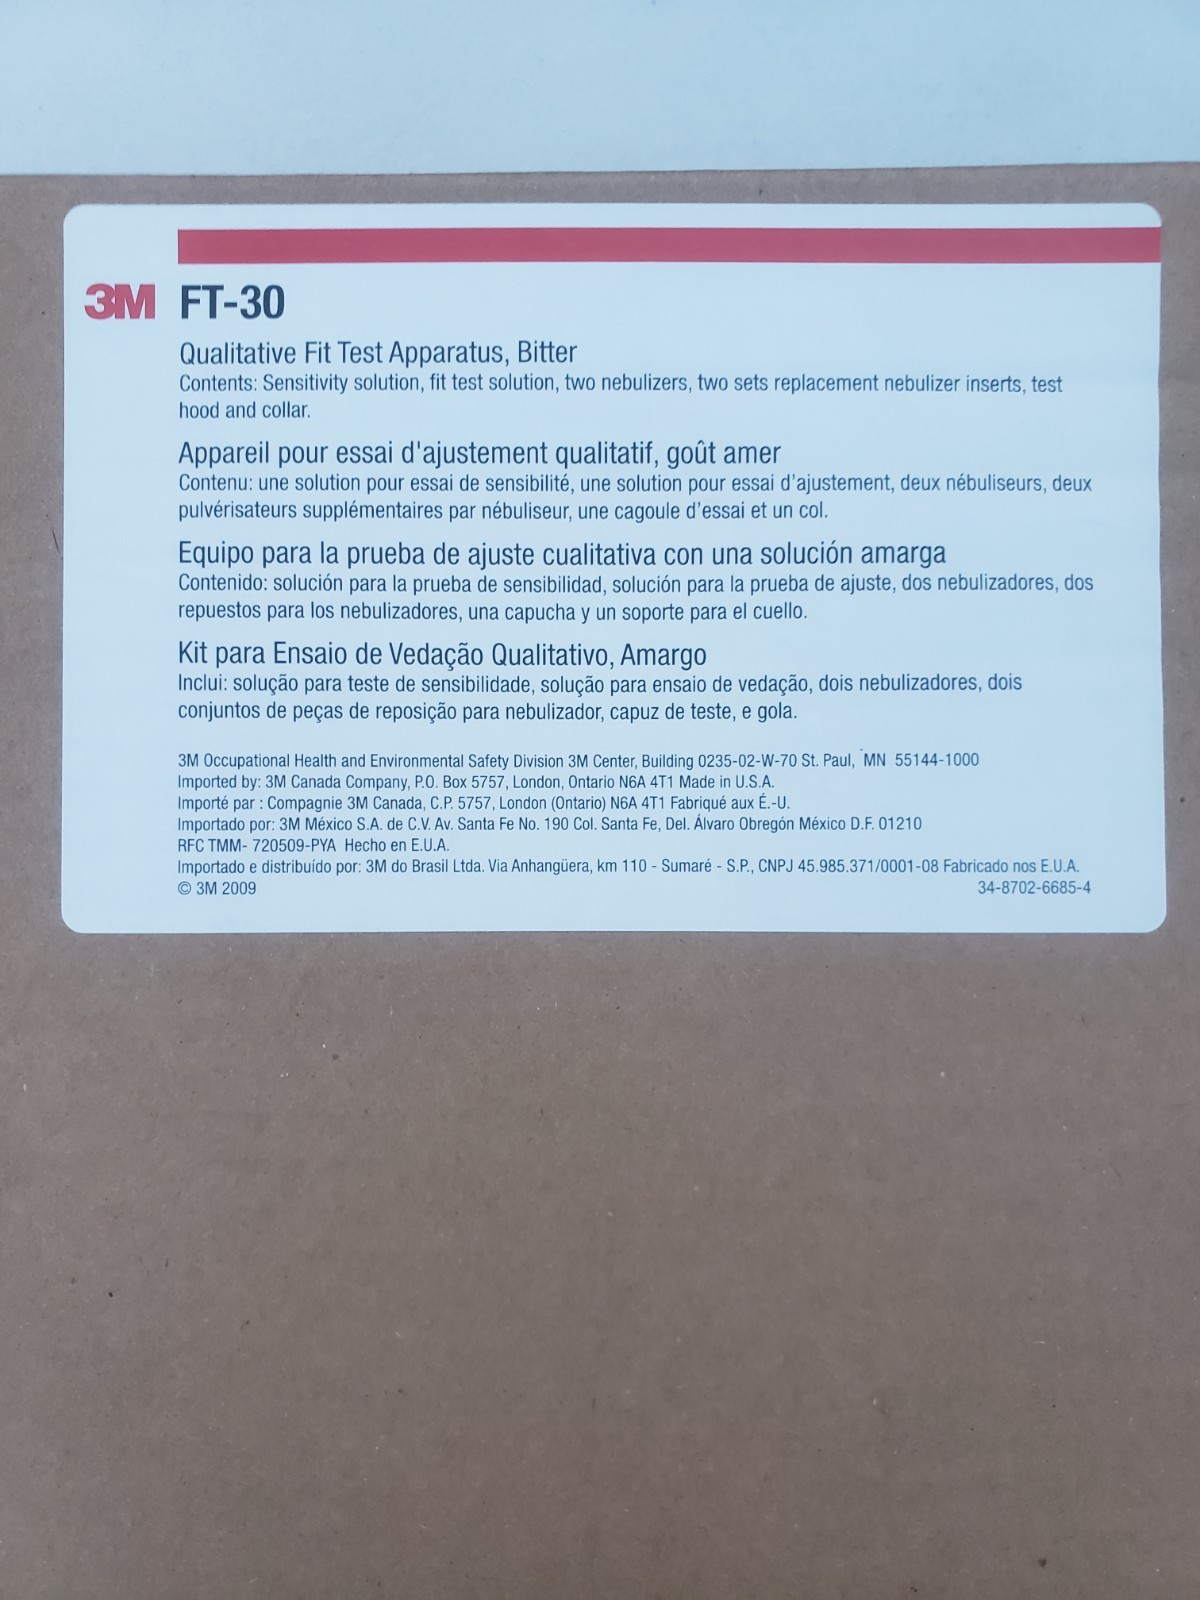 3M FT-30
Qualitative Fit Test Apparatus, Bitter
Contents: Sensitivity solution, fit test solution, two nebulizers, two sets replacement nebulizer inserts, test
hood and collar.
Appareil pour essai d'ajustement qualitatif, goût amer
Contenu: une solution pour essai de sensibilité, une solution pour essai d’ajustement, deux nébuliseurs, deux
pulvérisateurs supplémentaires par nébuliseur, une cagoule d’essai et un col.
Equipo para la prueba de ajuste cualitativa con una solución amarga
Contenido: solución para la prueba de sensibilidad, solución para la prueba de ajuste, dos nebulizadores, dos
repuestos para los nebulizadores, una capucha y un soporte para el cuello.
Kit para Ensaio de Vedação Qualitativo, Amargo
Inclui: solução para teste de sensibilidade, solução para ensaio de vedação, dois nebulizadores, dois
conjuntos de peças de reposição para nebulizador, capuz de teste, e gola.
3M Occupational Health and Environmental Safety Division 3M Center, Building 0235-02-W-70 St. Paul, MN 55144-1000
Imported by: 3M Canada Company, P.O. Box 5757, London, Ontario N6A 4T1 Made in U.S.A.
Importé par : Compagnie 3M Canada, C.P. 5757, London (Ontario) N6A 4T1 Fabriqué aux É.-U.
Importado por: 3M México S.A. de C.V. Av. Santa Fe No. 190 Col. Santa Fe, Del. Álvaro Obregón México D.F. 01210
RFC TMM- 720509-PYA Hecho en E.U.A.
Importado e distribuído por: 3M do Brasil Ltda. Via Anhangüera, km 110 - Sumaré - S.P., CNPJ 45.985.371/0001-08 Fabricado nos E.U.A.
© 3M 2009 34-8702-6685-4